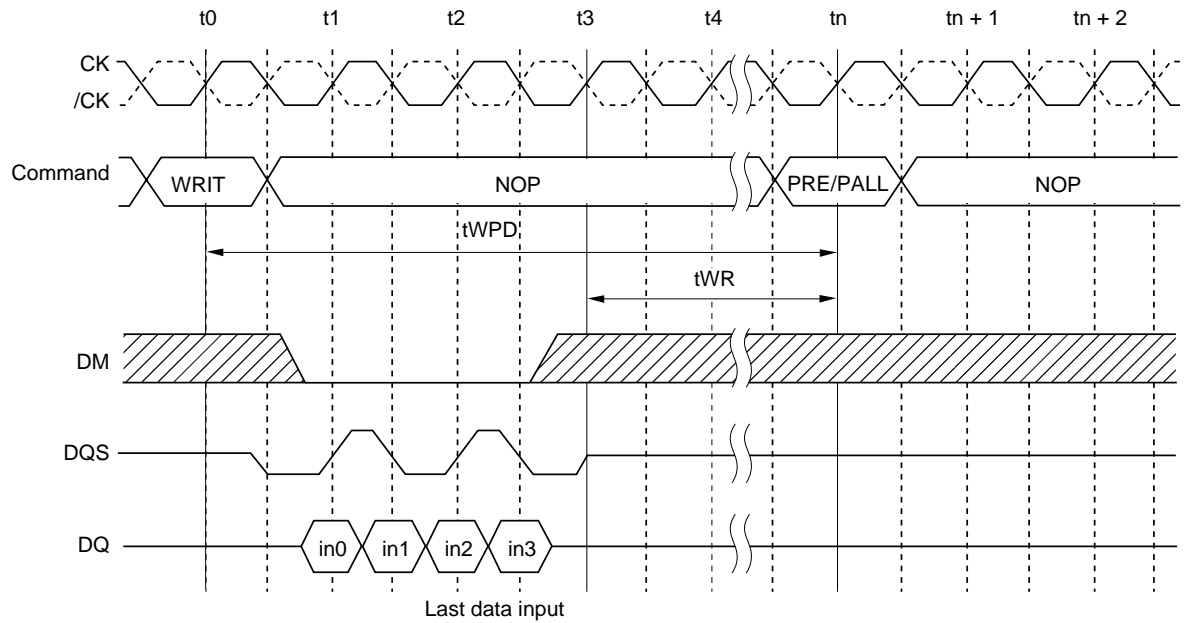 t0 t1 t2 t3 t4 tn tn + 1 tn + 2
CK
/CK
Command WRIT NOP PRE/PALL NOP
tWPD
tWR
DM
DQS
DQ in0 in1 in2 in3
Last data input